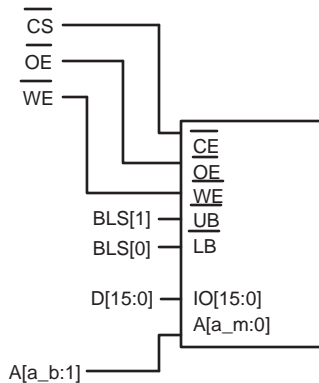 CS
OE
WE
CE
OE
WE
BLS[1] UB
BLS[0] LB
D[15:0] IO[15:0]
A[a_m:0]
A[a_b:1]